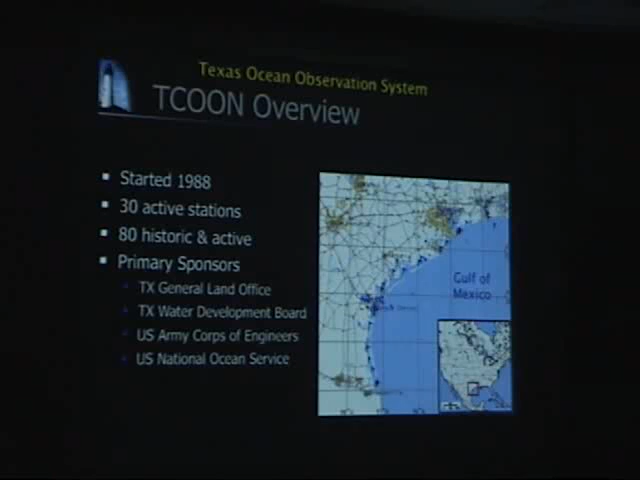 Texas Ocean Observation System
TCOON Overview
Started 1988
30 active stations
80 historic & active
Primary Sponsors
TX General Land Office
TX Water Development Board
US Army Corps of Engineers
US National Ocean Service
Gulf of
Mexico